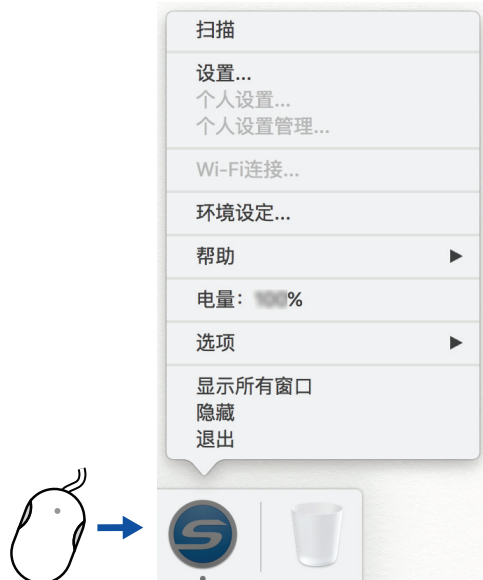 扫描
设置...
个人设置...
个人设置管理...
Wi-Fi连接...
环境设定...
帮助
电量： %
选项
显示所有窗口
隐藏
退出